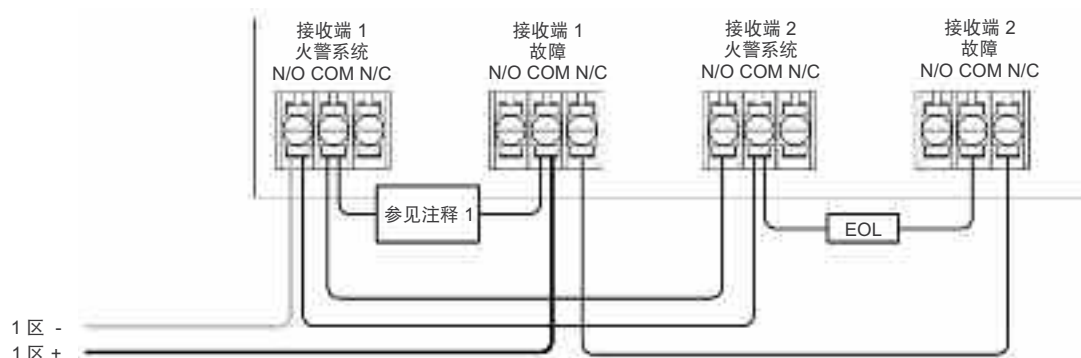 接收端 1
火警系统
N/O COM N/C
接收端 1
故障
N/O COM N/C
接收端 2
火警系统
N/O COM N/C
接收端 2
故障
N/O COM N/C
参见注释 1
EOL
1 区 -
1 区 +